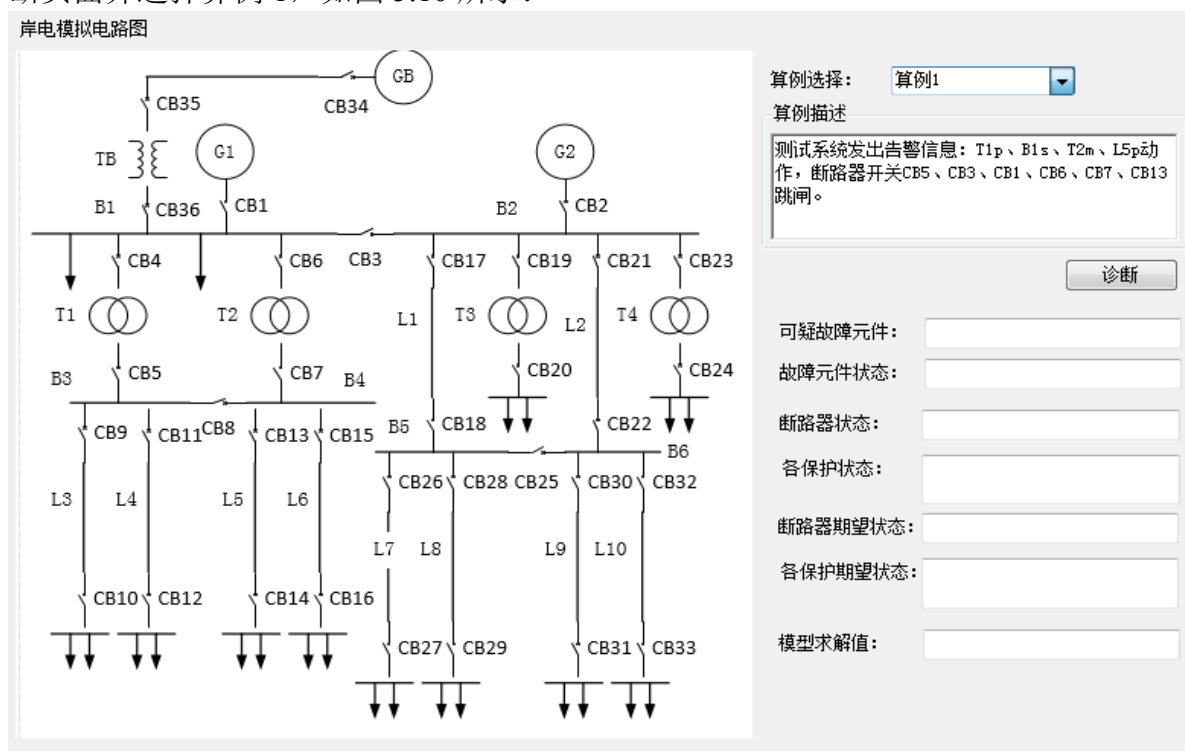 岸电模拟电路图
GB
CB35
CB34
TB
G1
G2
B1
CB36
CB1
B2
CB2
CB4
CB6
CB3
CB17
CB19
CB21
CB23
T1
T2
L1
T3
L2
T4
B3
CB5
CB7
B4
CB20
CB24
CB9
CB11
CB8
CB13
CB15
B5
CB18
CB22
B6
L3
L4
L5
L6
CB26
CB28
CB25
CB30
CB32
L7
L8
L9
L10
CB10
CB12
CB14
CB16
CB27
CB29
CB31
CB33
算例选择：
算例1
算例描述
测试系统发出告警信息：T1p、B1s、T2m、L5p动
作，断路器开关CB5、CB3、CB1、CB6、CB7、CB13
跳闸。
诊断
可疑故障元件：
故障元件状态：
断路器状态：
各保护状态：
断路器期望状态：
各保护期望状态：
模型求解值：